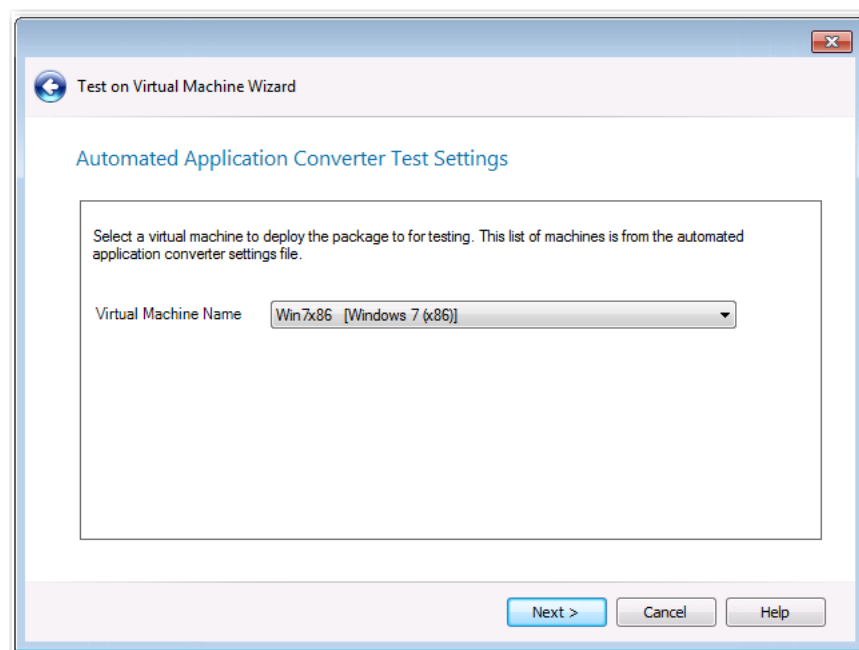 Test on Virtual Machine Wizard
Automated Application Converter Test Settings
Select a virtual machine to deploy the package to for testing. This list of machines is from the automated
application converter settings file.
Virtual Machine Name Win7x86 [Windows 7 (x86)]
Next > Cancel Help